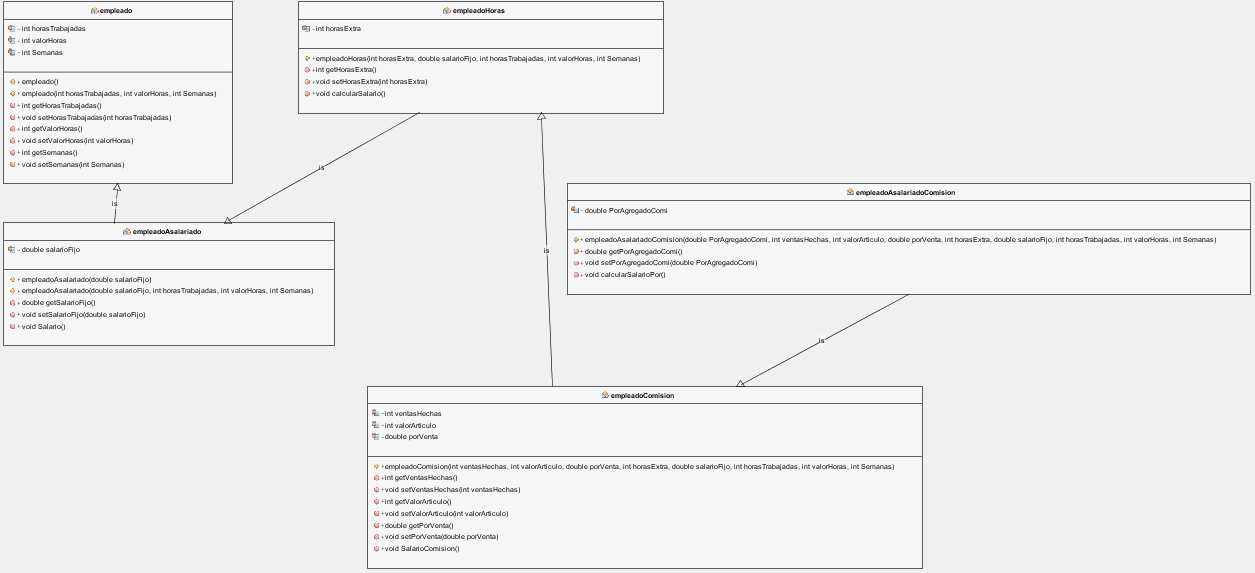 empleado
- int horasTrabajadas
- int valorHoras
- int Semanas
+ empleado()
+ empleado(int horasTrabajadas, int valorHoras, int Semanas)
+ int getHorasTrabajadas()
+ void setHorasTrabajadas(int horasTrabajadas)
+ int getValorHoras()
+ void setValorHoras(int valorHoras)
+ int getSemanas()
+ void setSemanas(int Semanas)
empleadoHoras
- int horasExtra
+ empleadoHoras(int horasExtra, double salarioFijo, int horasTrabajadas, int valorHoras, int Semanas)
+ int getHorasExtra()
+ void setHorasExtra(int horasExtra)
+ void calcularSalario()
is
is
is
is
empleadoAsalariado
- double salarioFijo
+ empleadoAsalariado(double salarioFijo)
+ empleadoAsalariado(double salarioFijo, int horasTrabajadas, int valorHoras, int Semanas)
+ double getSalarioFijo()
+ void setSalarioFijo(double salarioFijo)
+ void Salario()
empleadoAsalariadoComision
- double PorAgregadoComi
+ empleadoAsalariadoComision(double PorAgregadoComi, int ventasHechas, int valorArticulo, double porVenta, int horasExtra, double salarioFijo, int horasTrabajadas, int valorHoras, int Semanas)
+ double getPorAgregadoComi()
+ void setPorAgregadoComi(double PorAgregadoComi)
+ void calcularSalarioPor()
empleadoComision
- int ventasHechas
- int valorArticulo
- double porVenta
+ empleadoComision(int ventasHechas, int valorArticulo, double porVenta, int horasExtra, double salarioFijo, int horasTrabajadas, int valorHoras, int Semanas)
+ int getVentasHechas()
+ void setVentasHechas(int ventasHechas)
+ int getValorArticulo()
+ void setValorArticulo(int valorArticulo)
+ double getPorVenta()
+ void setPorVenta(double porVenta)
+ void SalarioComision()